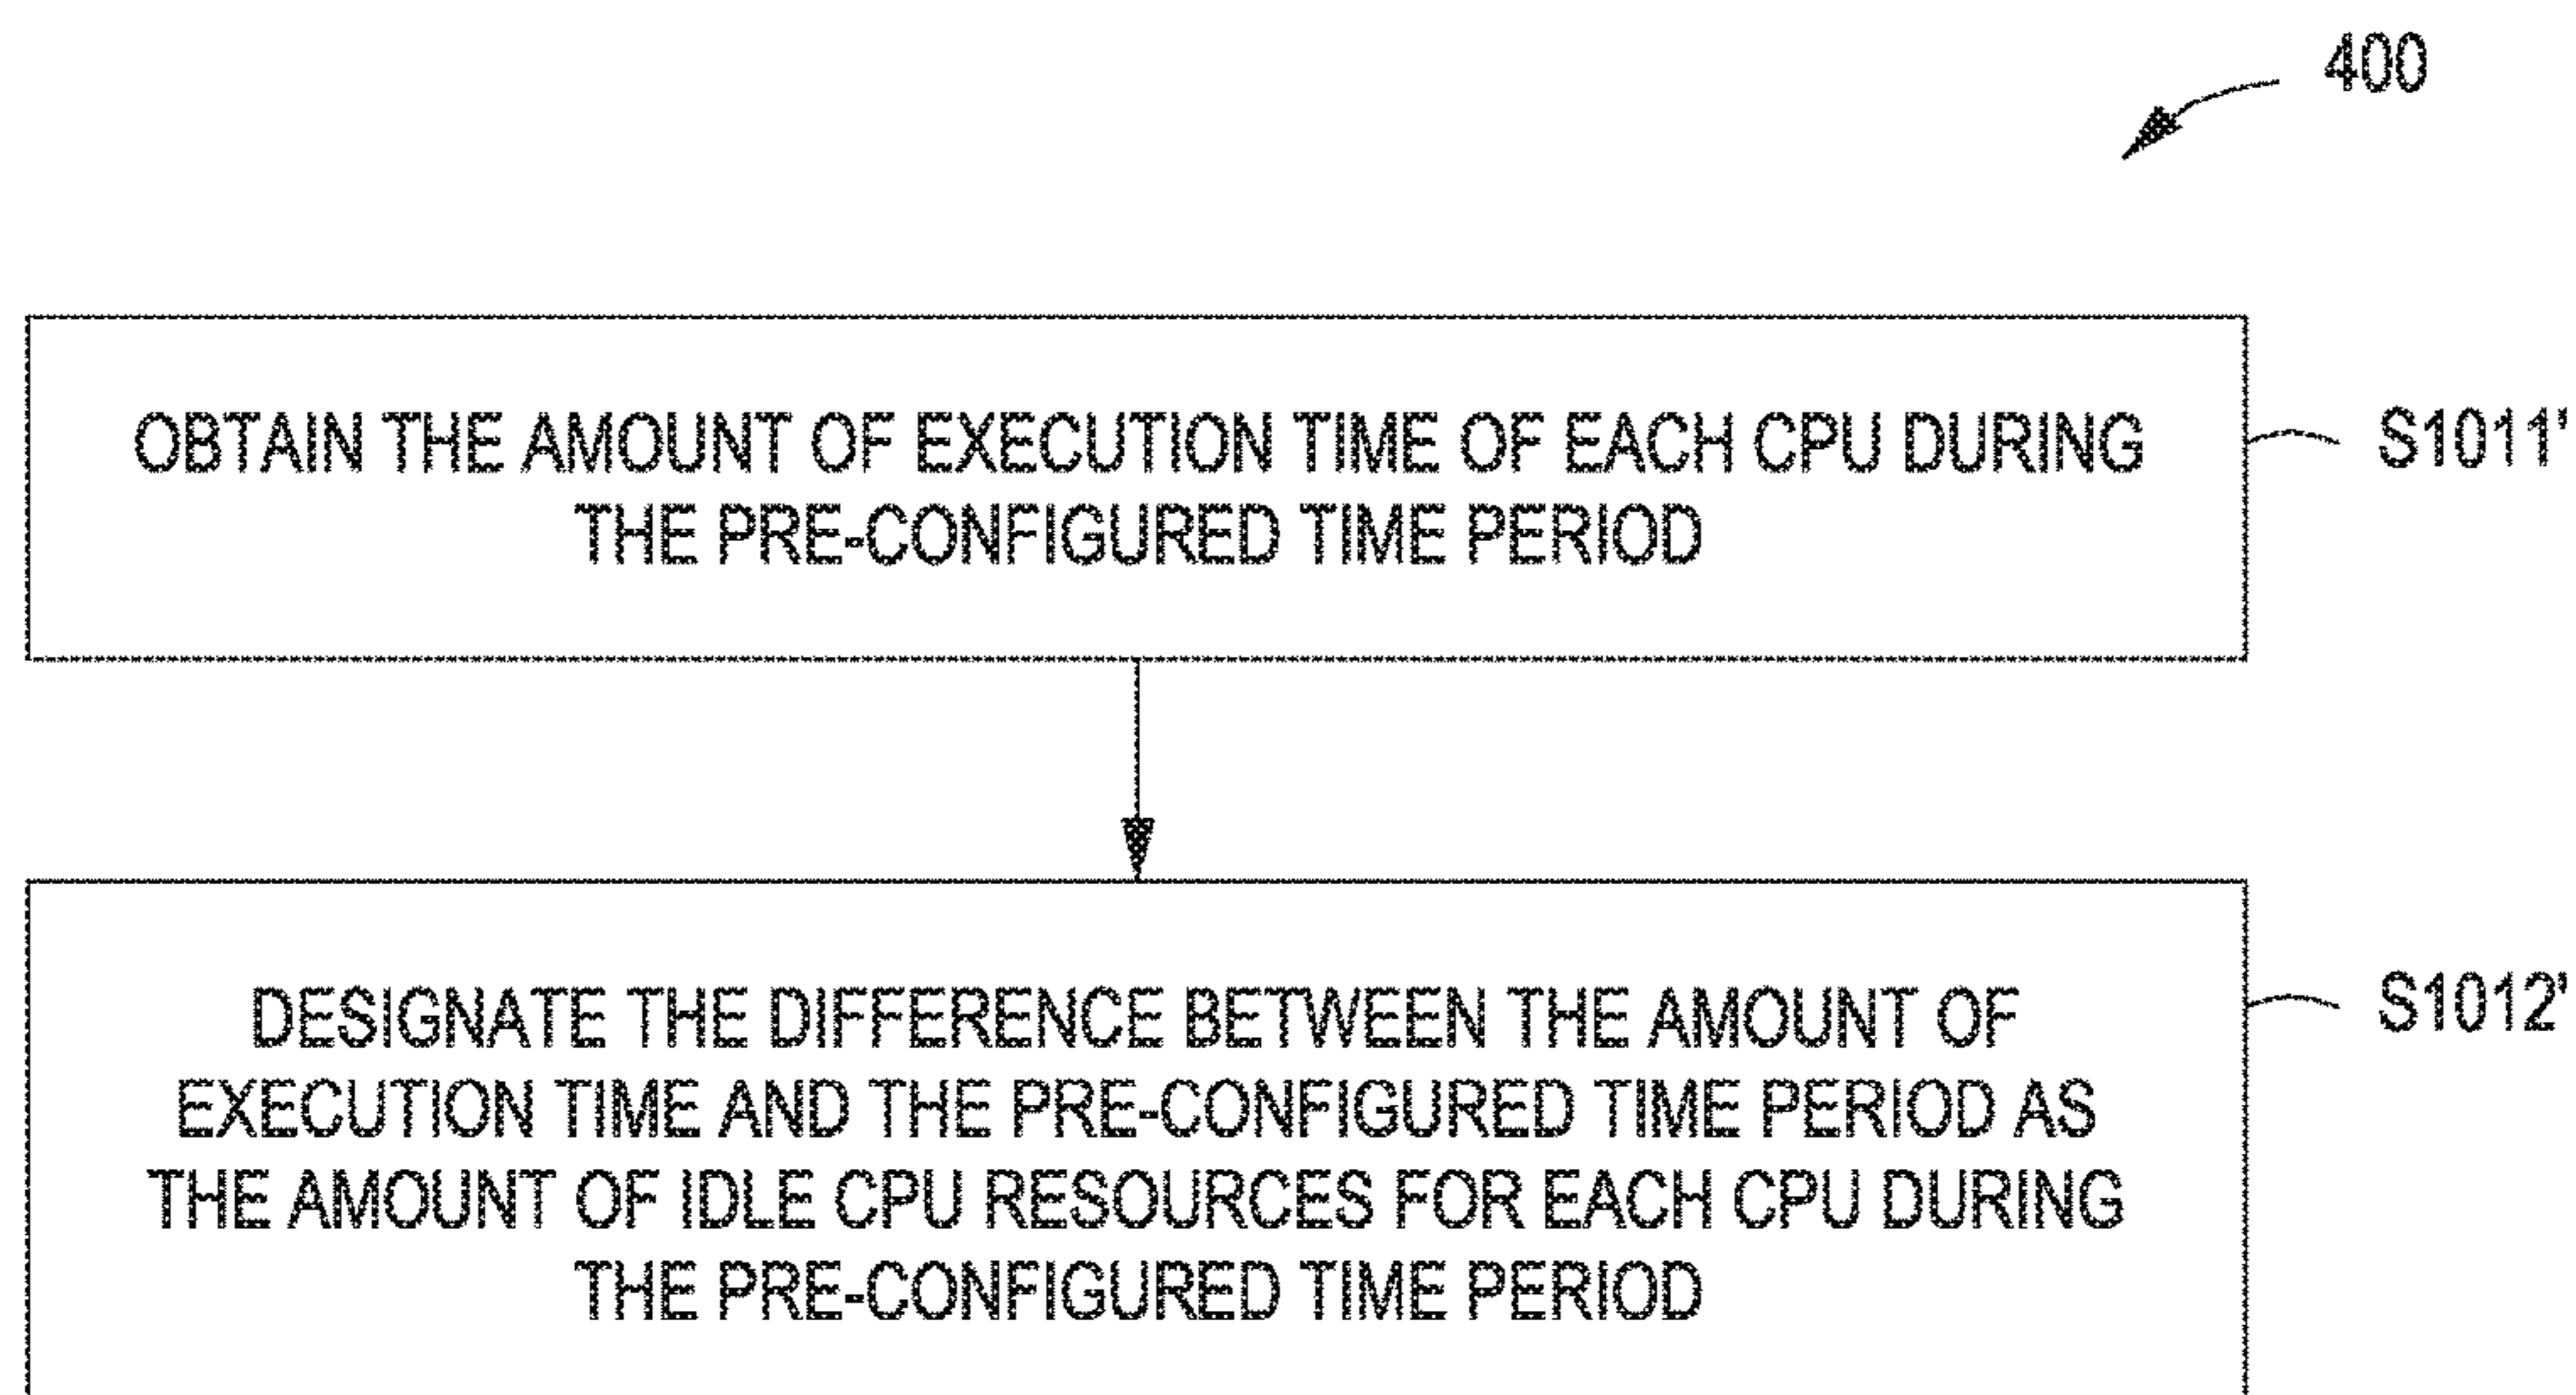 400
OBTAIN THE AMOUNT OF EXECUTION TIME OF EACH CPU DURING
THE PRE-CONFIGURED TIME PERIOD
S1011'
DESIGNATE THE DIFFERENCE BETWEEN THE AMOUNT OF
EXECUTION TIME AND THE PRE-CONFIGURED TIME PERIOD AS
THE AMOUNT OF IDLE CPU RESOURCES FOR EACH CPU DURING
THE PRE-CONFIGURED TIME PERIOD
S1012'